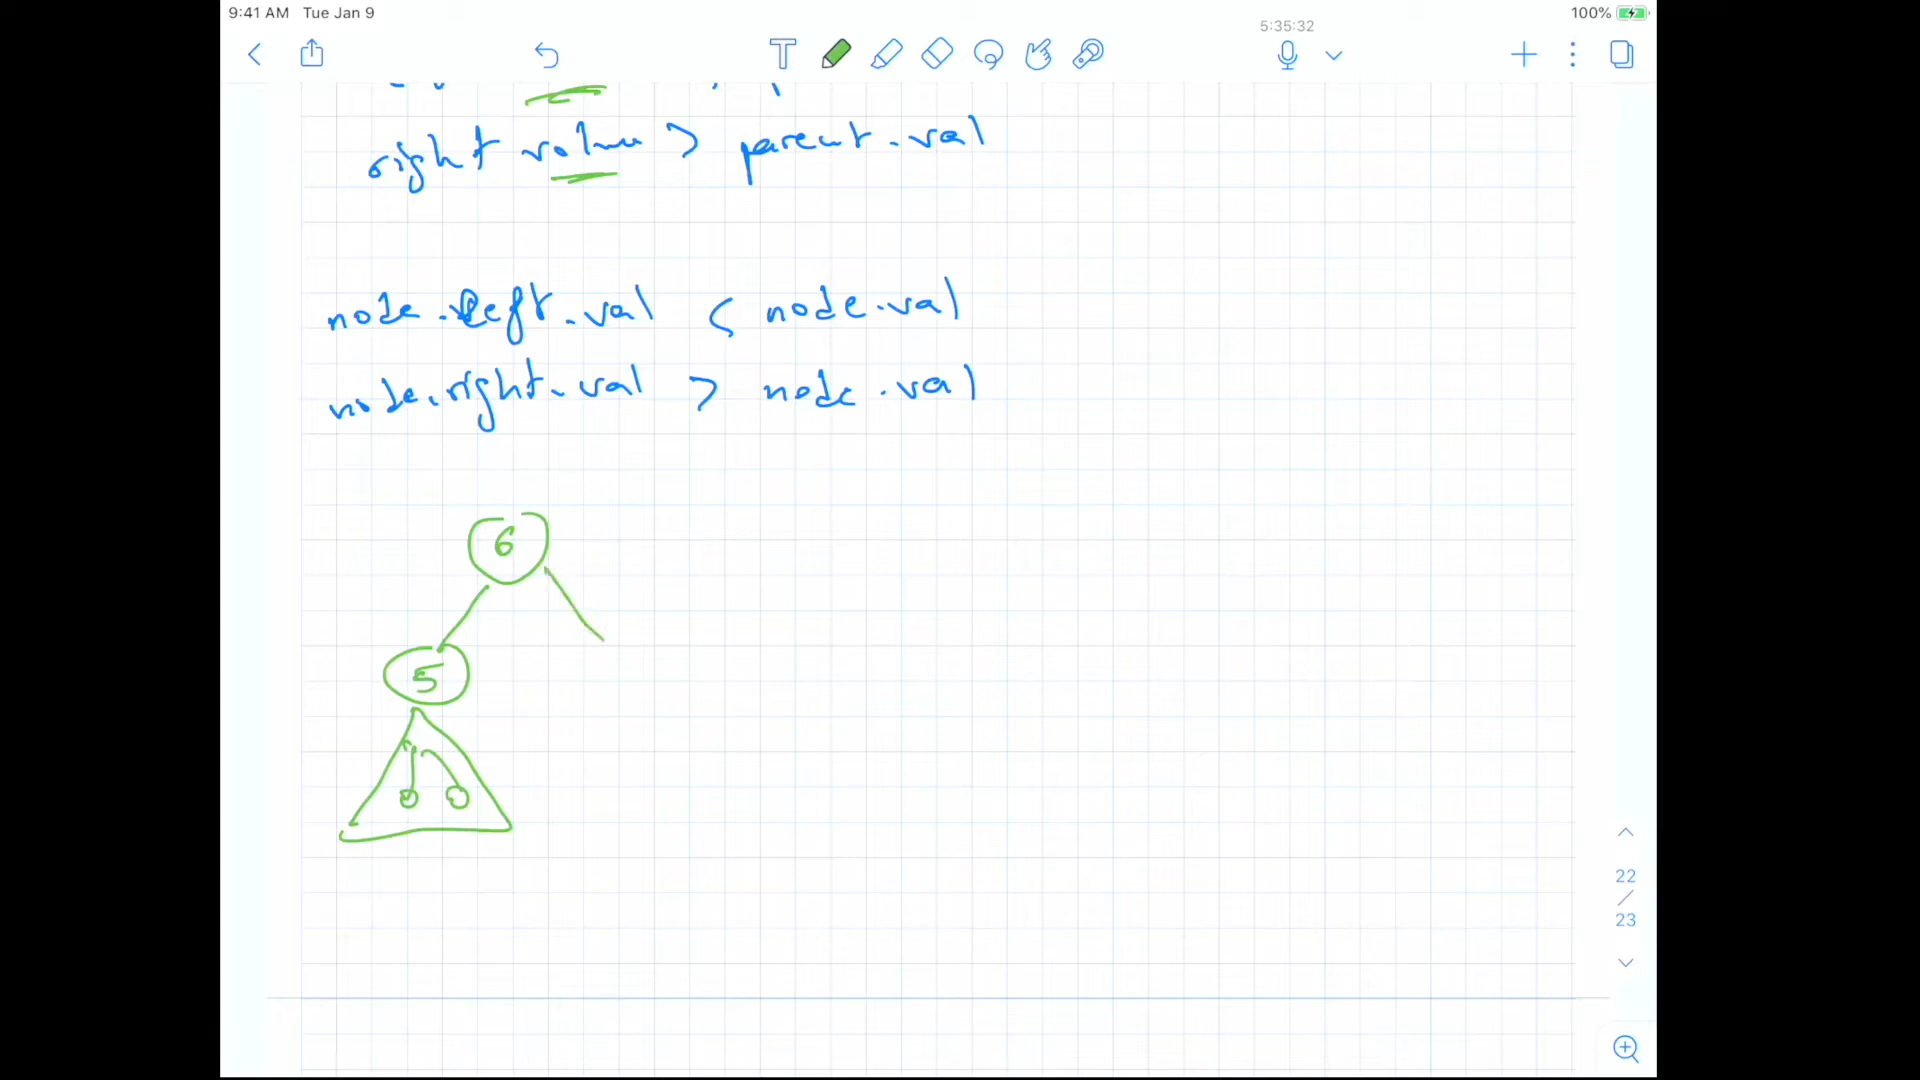 9:41 AM Tue Jan 9
100%
5:35:32
T
right value > parent.val
node.left.val < node.val
node.right.val > node.val
6
5
22
/
23